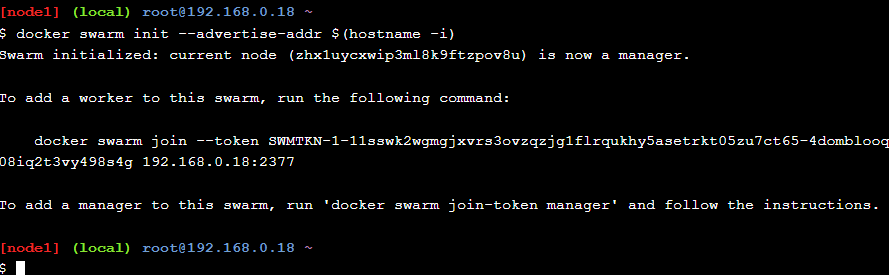 [node1] (local) root@192.168.0.18 ~
$ docker swarm init --advertise-addr $(hostname -i)
Swarm initialized: current node (zhx1uycxwip3ml8k9ftzpov8u) is now a manager.
To add a worker to this swarm, run the following command:
docker swarm join --token SWMTKN-1-11sswk2wgmgjxvrs3ovzqzjg1flrqukhy5asetrkt05zu7ct65-4domblooq
08iq2t3vy498s4g 192.168.0.18:2377
To add a manager to this swarm, run 'docker swarm join-token manager' and follow the instructions.
[node1] (local) root@192.168.0.18 ~
$